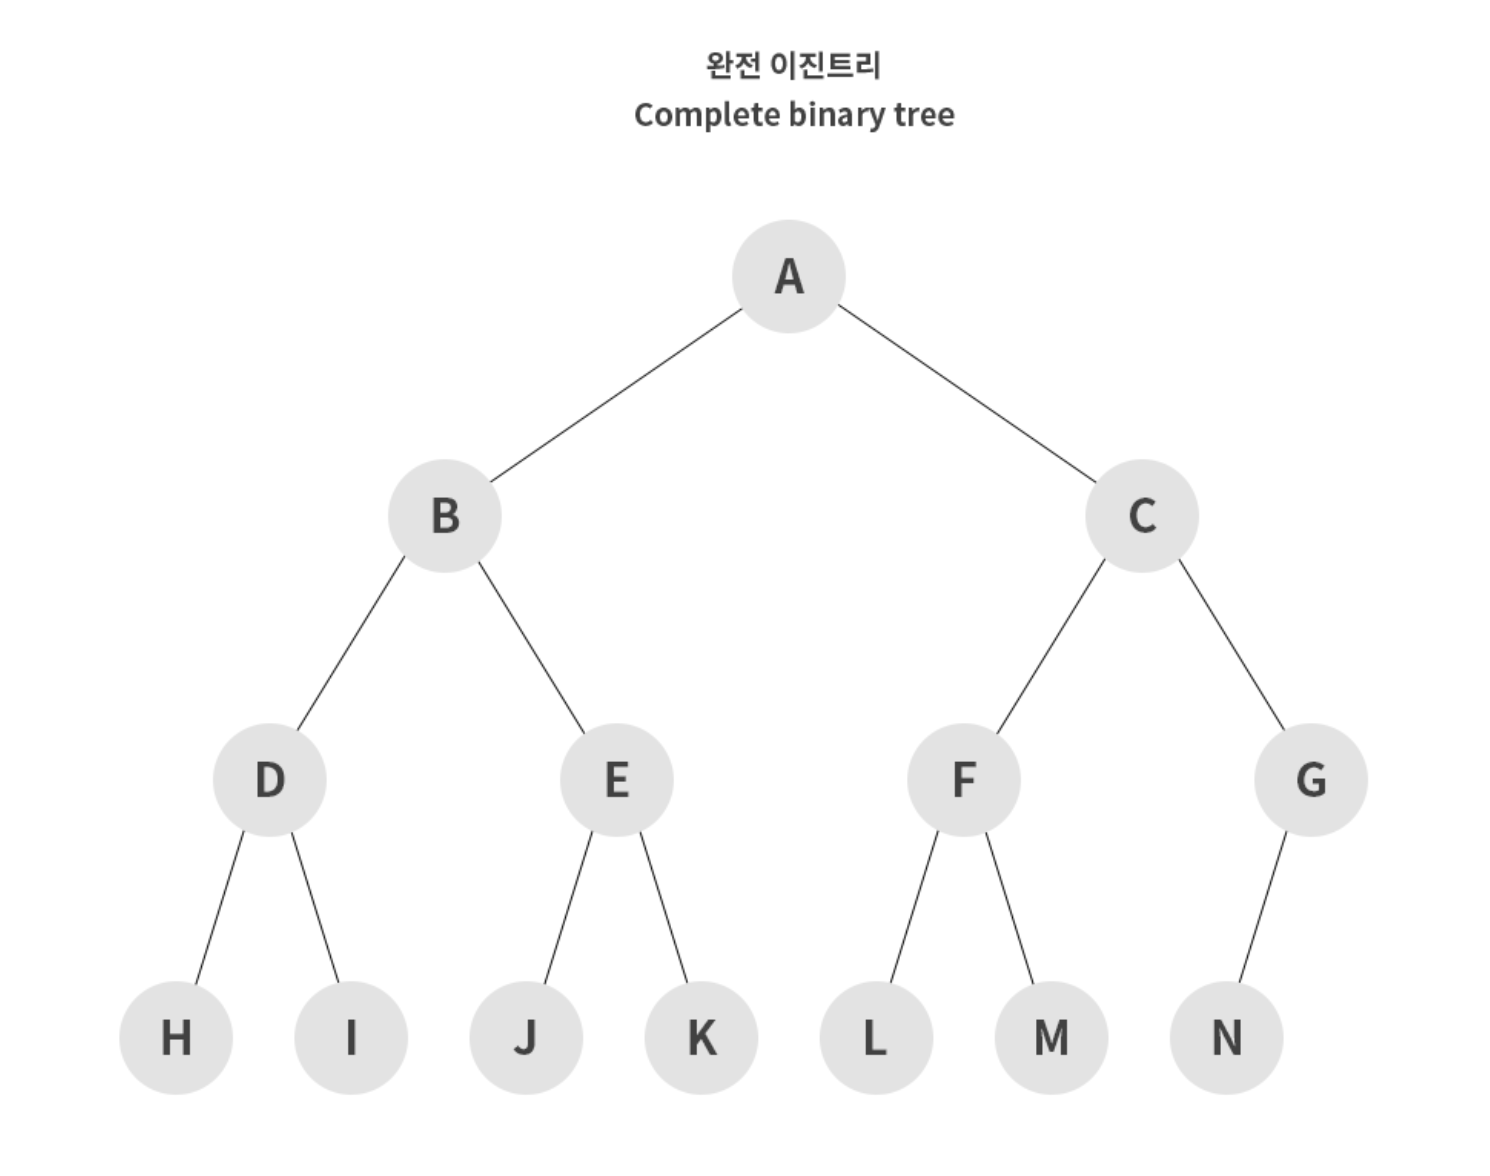 완전 이진트리
Complete binary tree
A
B C
D E F G
H I J K L M N